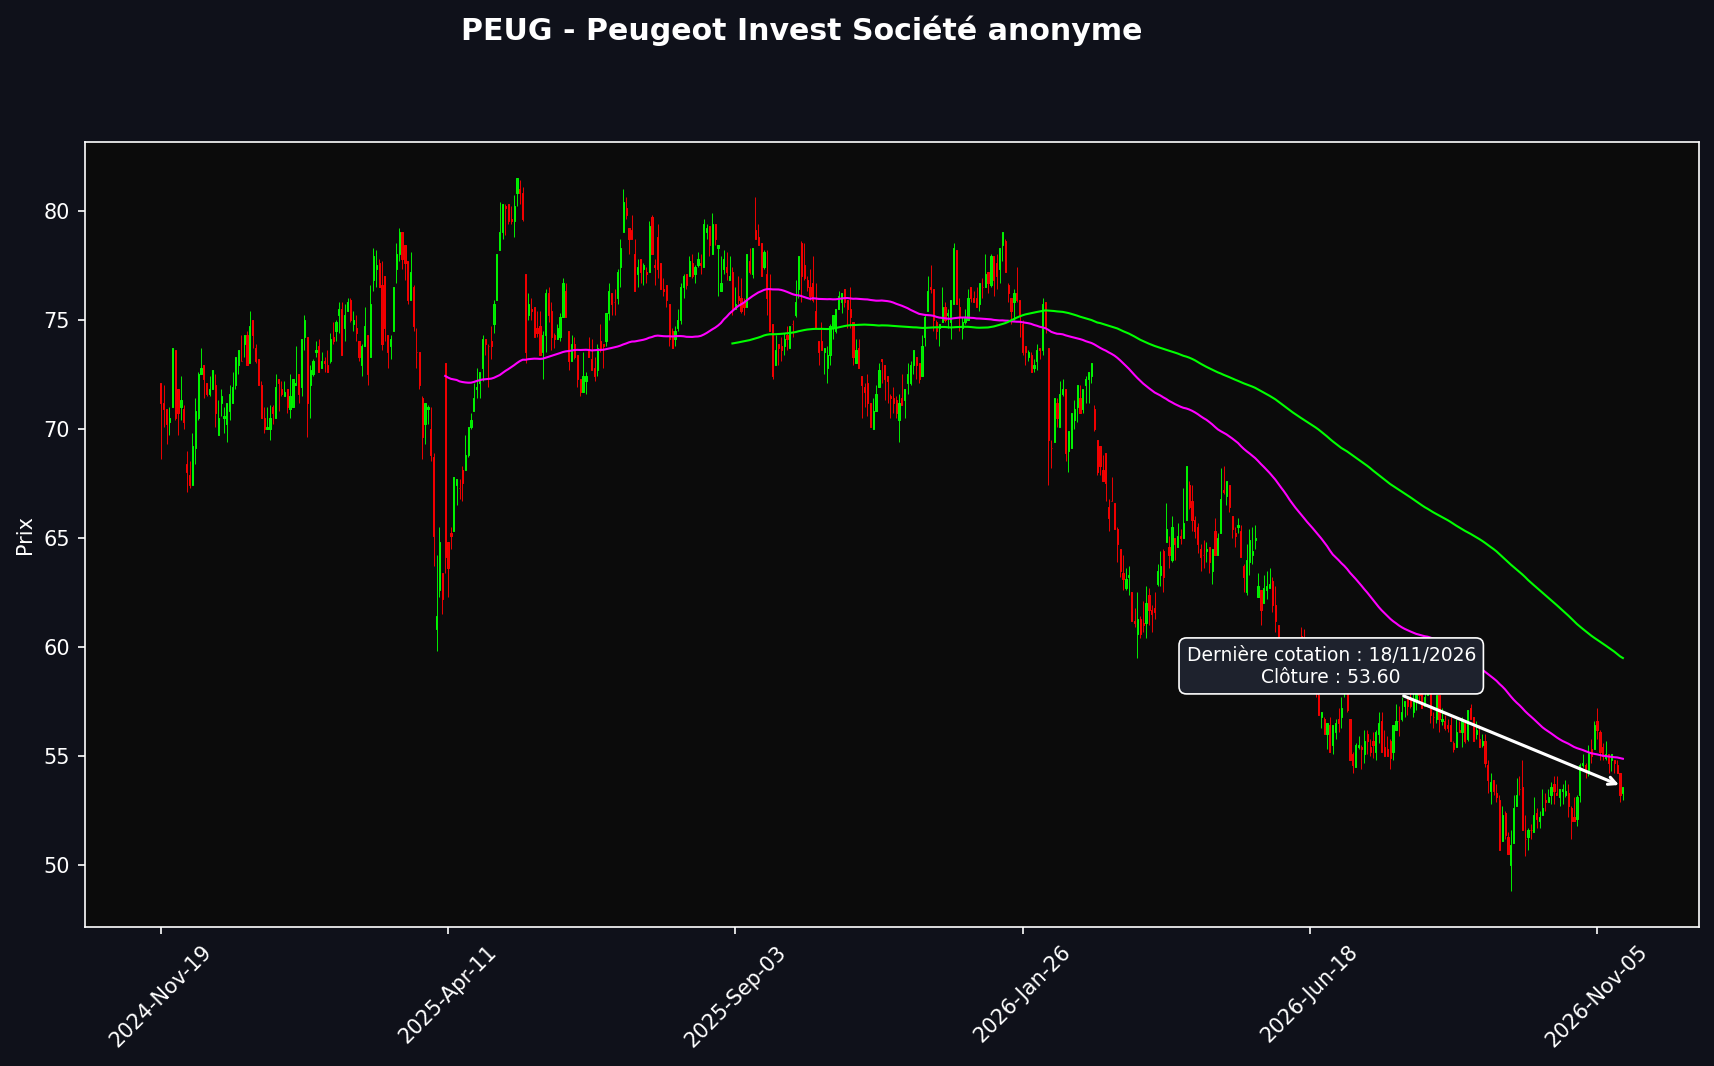 PEUG - Peugeot Invest Société anonyme
Prix
80
75
70
65
60
55
50
Dernière cotation : 18/11/2026
Clôture : 53.60
2024-Nov-19
2025-Apr-11
2025-Sep-03
2026-Jan-26
2026-Jun-18
2026-Nov-05